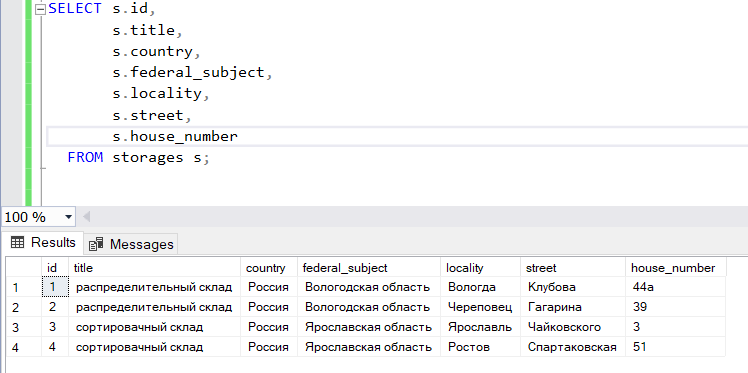 SELECT s.id,
s.title,
s.country,
s.federal_subject,
s.locality,
s.street,
s.house_number
FROM storages s;
100 %
Results Messages
id title country federal_subject locality street house_number
1 1 распределительный склад Россия Вологодская область Вологда Клубова 44а
2 2 распределительный склад Россия Вологодская область Череповец Гагарина 39
3 3 сортировачный склад Россия Ярославская область Ярославль Чайковского 3
4 4 сортировачный склад Россия Ярославская область Ростов Спартаковская 51